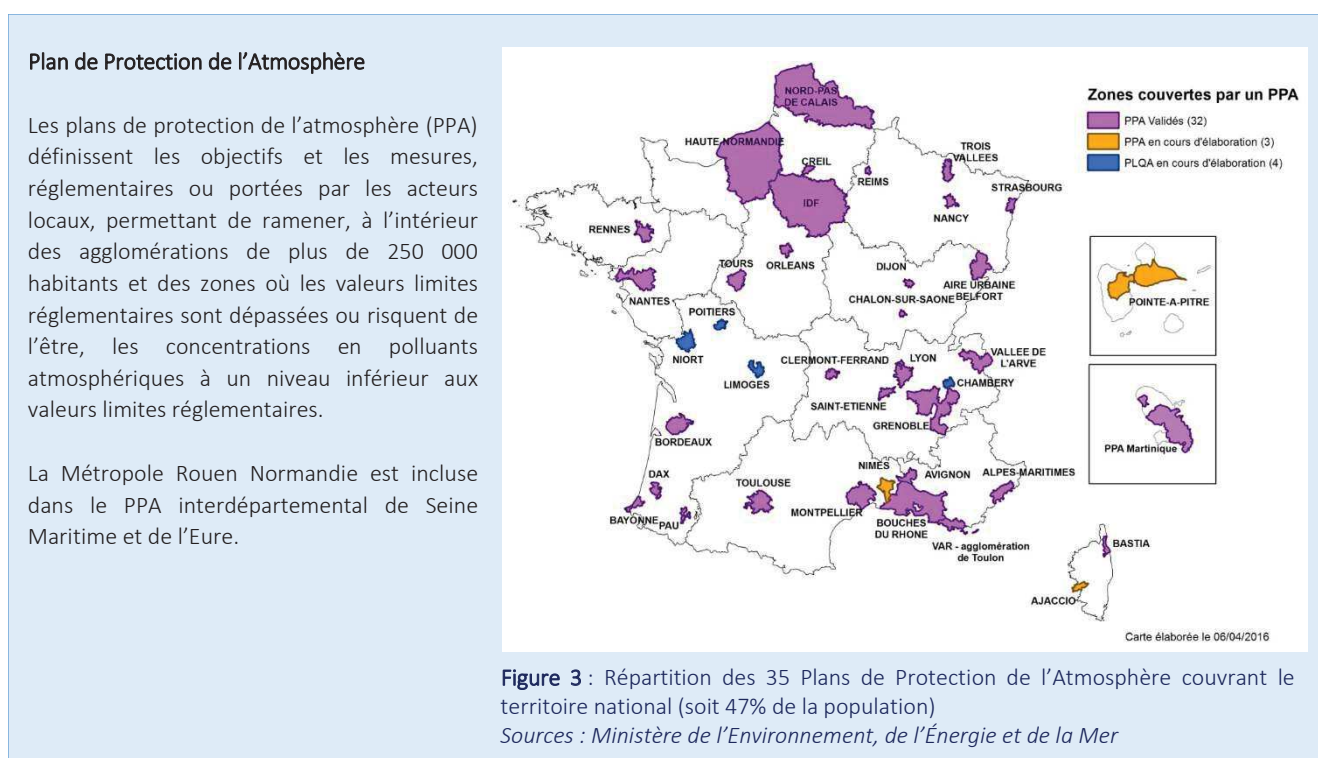 Plan de Protection de l’Atmosphère
Les plans de protection de l’atmosphère (PPA)
définissent les objectifs et les mesures,
réglementaires ou portées par les acteurs
locaux, permettant de ramener, à l’intérieur
des agglomérations de plus de 250 000
habitants et des zones où les valeurs limites
réglementaires sont dépassées ou risquent de
l’être, les concentrations en polluants
atmosphériques à un niveau inférieur aux
valeurs limites réglementaires.
La Métropole Rouen Normandie est incluse
dans le PPA interdépartemental de Seine
Maritime et de l’Eure.
Zones couvertes par un PPA
PPA Validés (32)
PPA en cours d'élaboration (3)
PLQA en cours d'élaboration (4)
NORD-PAS
DE CALAIS
HAUTE-NORMANDIE
CREIL
REIMS
TROIS
VALLEES
STRASBOURG
IDF
NANCY
RENNES
ORLEANS
TOURS
DIJON
NANTES
AIRE URBAINE
BELFORT
CHALON-SUR-SAONE
POITIERS
NIORT
LIMOGES
CLERMONT-FERRAND
LYON
VALLEE DE
L'ARVE
CHAMBERY
SAINT-ETIENNE
GRENOBLE
BORDEAUX
DAX
BAYONNE
PAU
TOULOUSE
MONTPELLIER
NIMES
AVIGNON
ALPES-MARITIMES
BOUCHES
DU RHONE
VAR - agglomération
de Toulon
BASTIA
AJACCIO
POINTE-A-PITRE
PPA Martinique
Carte élaborée le 06/04/2016
Figure 3 : Répartition des 35 Plans de Protection de l’Atmosphère couvrant le
territoire national (soit 47% de la population)
Sources : Ministère de l’Environnement, de l’Énergie et de la Mer